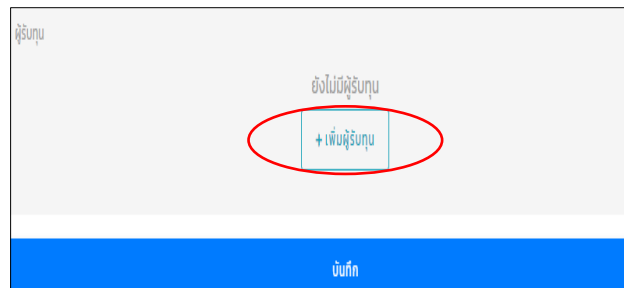 ผู้รับทุน
ยังไม่มีผู้รับทุน
+ เพิ่มผู้รับทุน
บันทึก